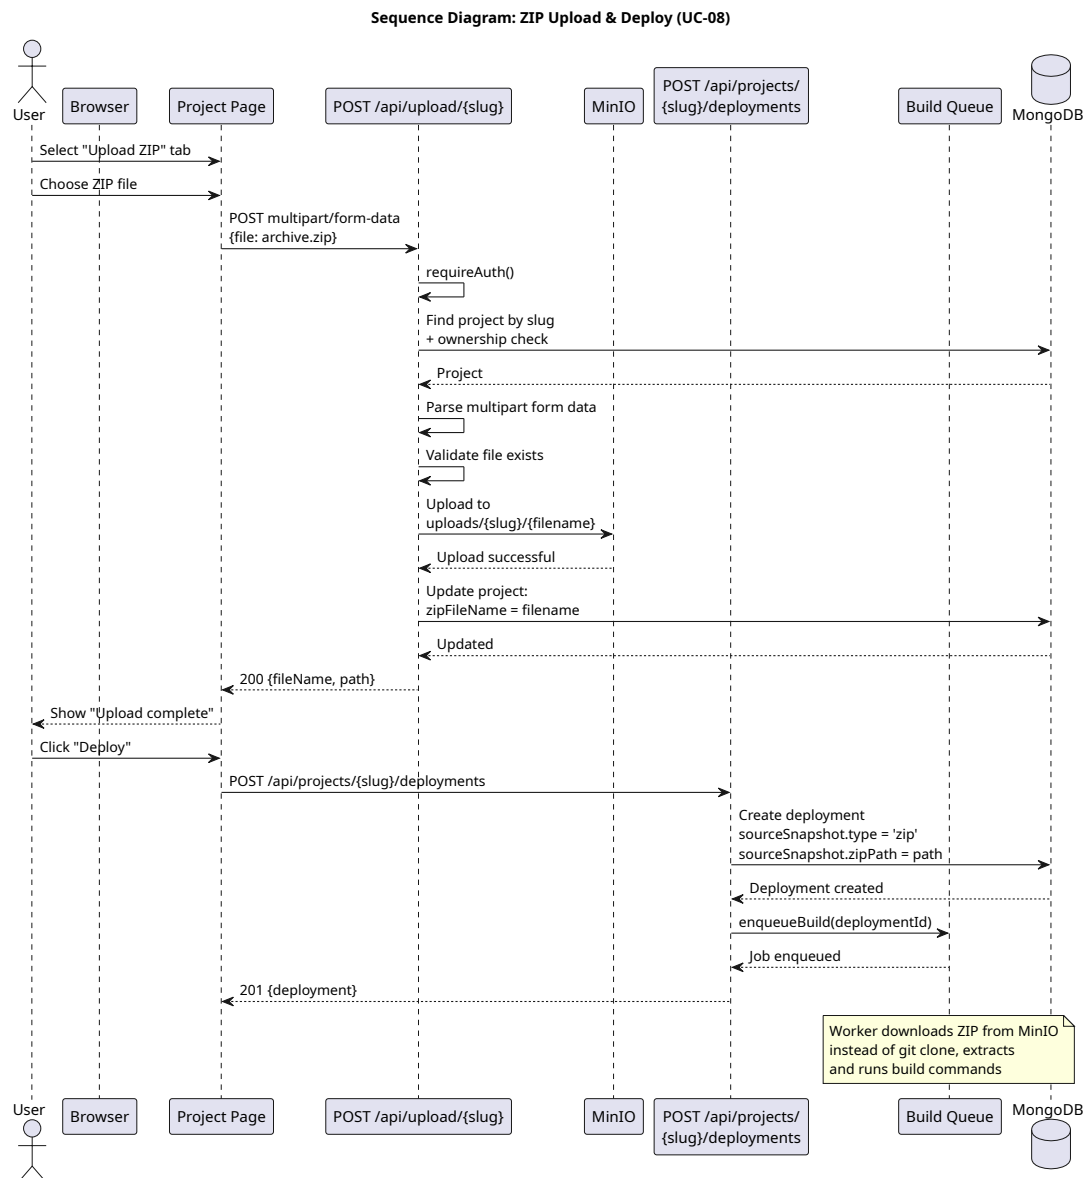 Sequence Diagram: ZIP Upload & Deploy (UC-08)
User
Browser
Project Page
POST /api/upload/{slug}
MinIO
POST /api/projects/
{slug}/deployments
Build Queue
MongoDB
Select "Upload ZIP" tab
Choose ZIP file
POST multipart/form-data
{file: archive.zip}
requireAuth()
Find project by slug
+ ownership check
Project
Parse multipart form data
Validate file exists
Upload to
uploads/{slug}/{filename}
Upload successful
Update project:
zipFileName = filename
Updated
200 {fileName, path}
Show "Upload complete"
Click "Deploy"
POST /api/projects/{slug}/deployments
Create deployment
sourceSnapshot.type = 'zip'
sourceSnapshot.zipPath = path
Deployment created
enqueueBuild(deploymentId)
Job enqueued
201 {deployment}
Worker downloads ZIP from MinIO
instead of git clone, extracts
and runs build commands
User
Browser
Project Page
POST /api/upload/{slug}
MinIO
POST /api/projects/
{slug}/deployments
Build Queue
MongoDB